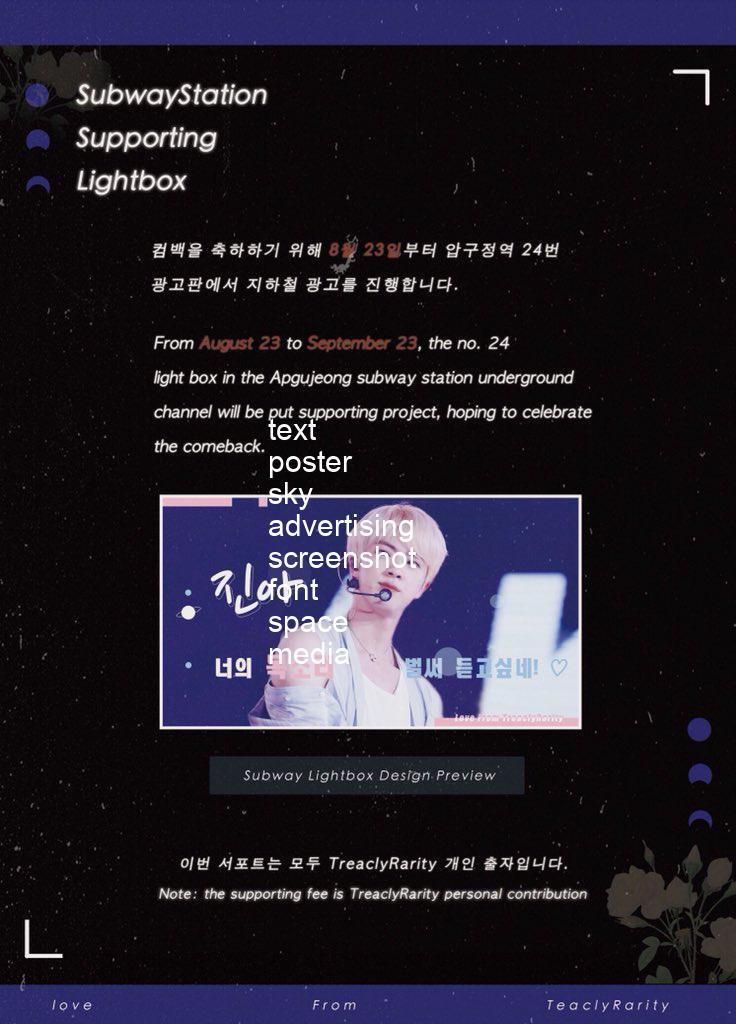 SubwayStation
Supporting
Lightbox
컴백을 축하하기 위해 8월 23일부터 압구정역 24번
광고판에서 지하철 광고를 진행합니다.
From August 23 to September 23, the no. 24
light box in the Apgujeong subway station underground
channel will be put supporting project, hoping to celebrate
the comeback.
text
poster
sky
advertising
screenshot
font
space
media
진아
너의 목소리 벌써 듣고싶네! ♡
Love From TreaclyRarity
Subway Lightbox Design Preview
이번 서포트는 모두 TreaclyRarity 개인 출자입니다.
Note: the supporting fee is TreaclyRarity personal contribution
love From TeaclyRarity